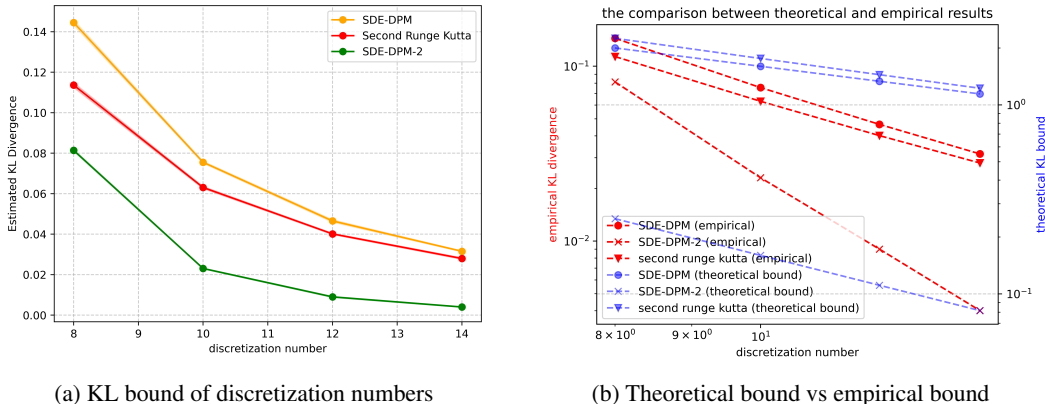 SDE-DPM
Second Runge Kutta
SDE-DPM-2
0.14
0.12
0.10
0.08
0.06
0.04
0.02
0.00
Estimated KL Divergence
8 9 10 11 12 13 14
discretization number
(a) KL bound of discretization numbers
the comparison between theoretical and empirical results
10⁻¹
10⁻²
empirical KL divergence
10⁰
10⁻¹
theoretical KL bound
SDE-DPM (empirical)
SDE-DPM-2 (empirical)
second runge kutta (empirical)
SDE-DPM (theoretical bound)
SDE-DPM-2 (theoretical bound)
second runge kutta (theoretical bound)
8 × 10⁰ 9 × 10⁰ 10¹
discretization number
(b) Theoretical bound vs empirical bound